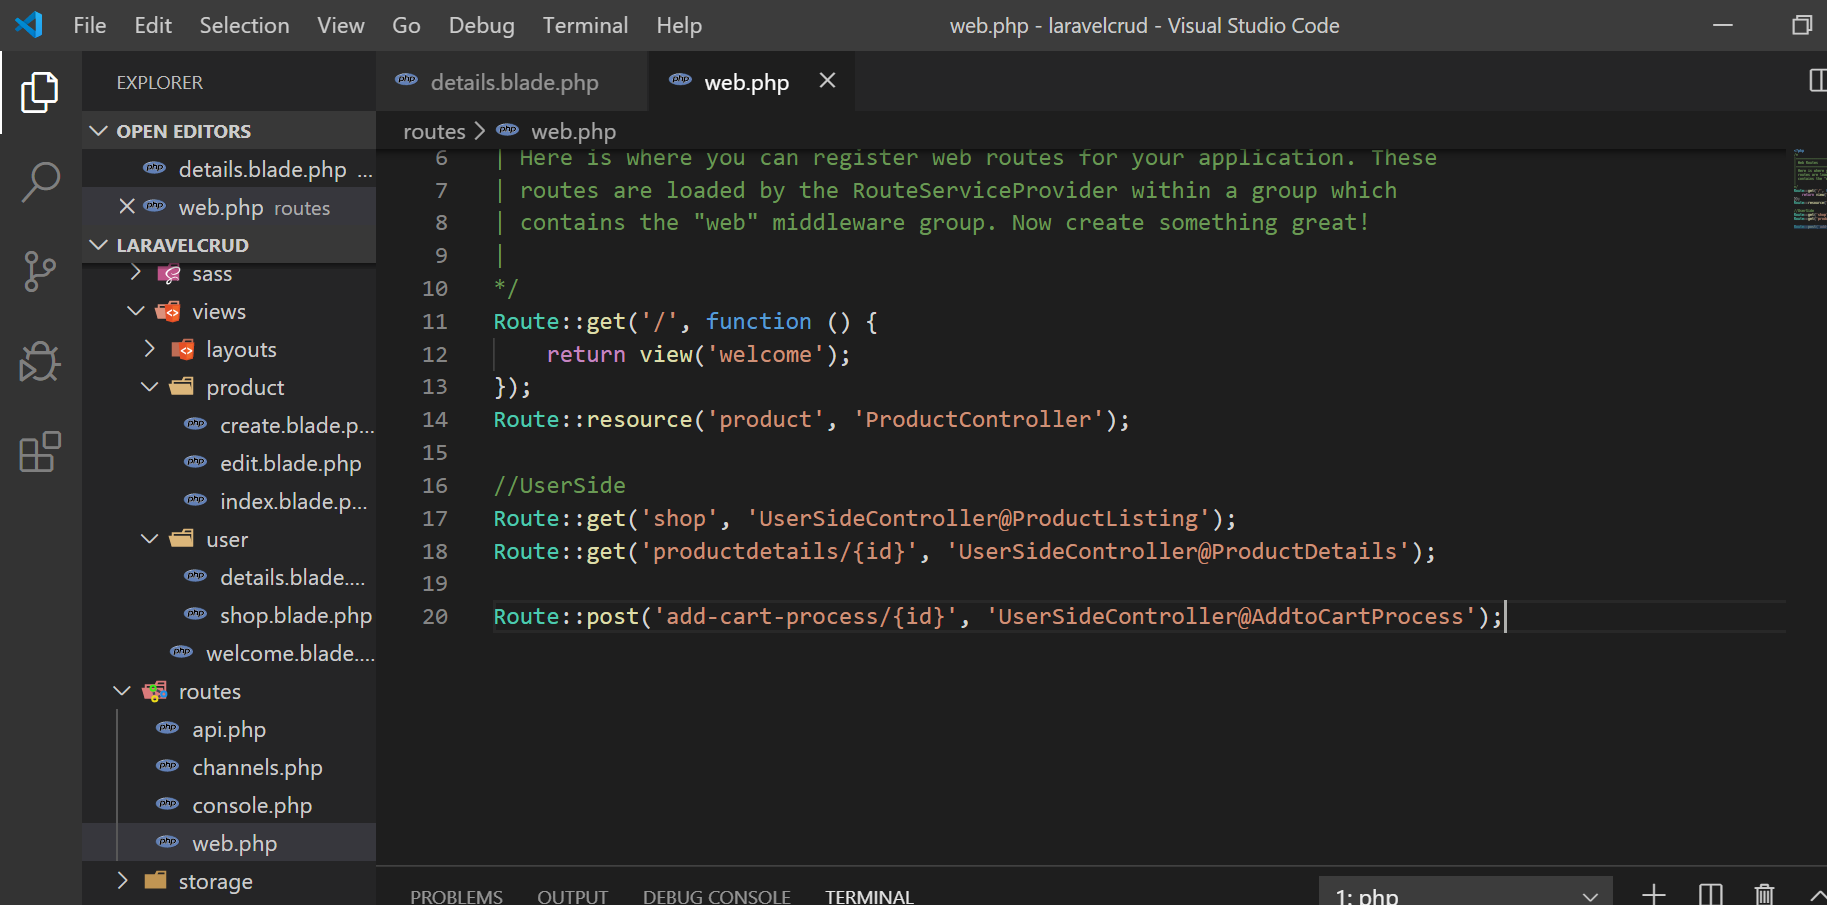 File Edit Selection View Go Debug Terminal Help
web.php - laravelcrud - Visual Studio Code
EXPLORER
OPEN EDITORS
details.blade.php ...
web.php routes
LARAVELCRUD
sass
views
layouts
product
create.blade.p...
edit.blade.php
index.blade.p...
user
details.blade....
shop.blade.php
welcome.blade....
routes
api.php
channels.php
console.php
web.php
storage
details.blade.php
web.php
routes > web.php
6 | Here is where you can register web routes for your application. These
7 | routes are loaded by the RouteServiceProvider within a group which
8 | contains the "web" middleware group. Now create something great!
9 |
10 */
11 Route::get('/', function () {
12     return view('welcome');
13 });
14 Route::resource('product', 'ProductController');
15
16 //UserSide
17 Route::get('shop', 'UserSideController@ProductListing');
18 Route::get('productdetails/{id}', 'UserSideController@ProductDetails');
19
20 Route::post('add-cart-process/{id}', 'UserSideController@AddtoCartProcess');
PROBLEMS OUTPUT DEBUG CONSOLE TERMINAL
1: php